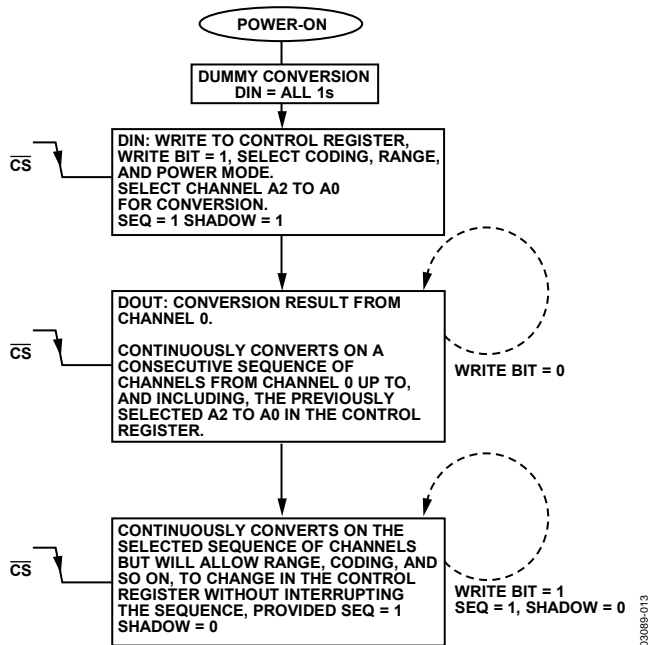 POWER-ON
DUMMY CONVERSION
DIN = ALL 1s
CS
DIN: WRITE TO CONTROL REGISTER,
WRITE BIT = 1, SELECT CODING, RANGE,
AND POWER MODE.
SELECT CHANNEL A2 TO A0
FOR CONVERSION.
SEQ = 1 SHADOW = 1
CS
DOUT: CONVERSION RESULT FROM
CHANNEL 0.
CONTINUOUSLY CONVERTS ON A
CONSECUTIVE SEQUENCE OF
CHANNELS FROM CHANNEL 0 UP TO,
AND INCLUDING, THE PREVIOUSLY
SELECTED A2 TO A0 IN THE CONTROL
REGISTER.
WRITE BIT = 0
CS
CONTINUOUSLY CONVERTS ON THE
SELECTED SEQUENCE OF CHANNELS
BUT WILL ALLOW RANGE, CODING, AND
SO ON, TO CHANGE IN THE CONTROL
REGISTER WITHOUT INTERRUPTING
THE SEQUENCE, PROVIDED SEQ = 1
SHADOW = 0
WRITE BIT = 1
SEQ = 1, SHADOW = 0
03089-013